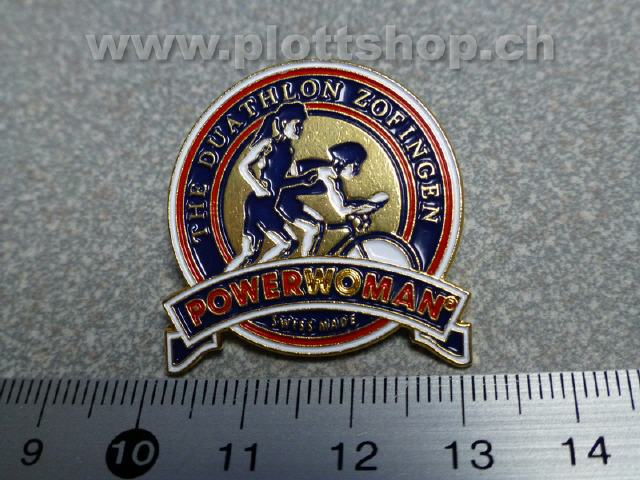 www.plottshop.ch
THE DUATHLON ZOFINGEN
POWERWOMAN®
SWISS MADE
9 10 11 12 13 14